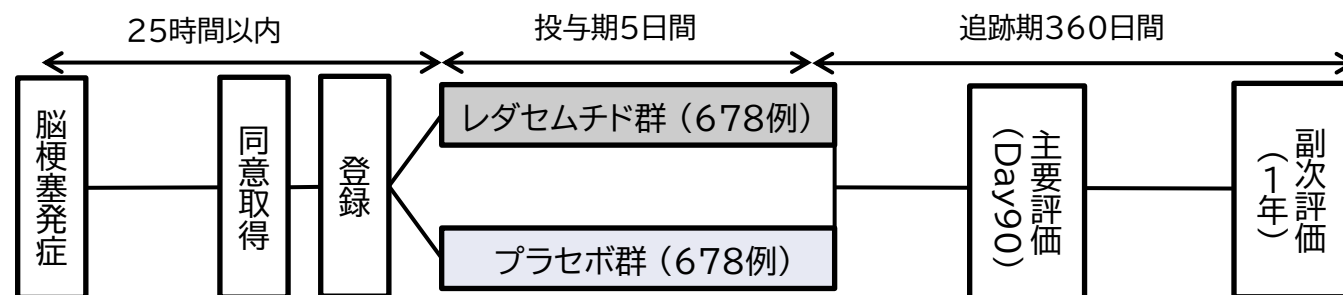 25時間以内
投与期5日間
追跡期360日間
脳梗塞発症
同意取得
登録
レダセムチド群（678例）
プラセボ群（678例）
主要評価
（Day90）
副次評価
（1年）